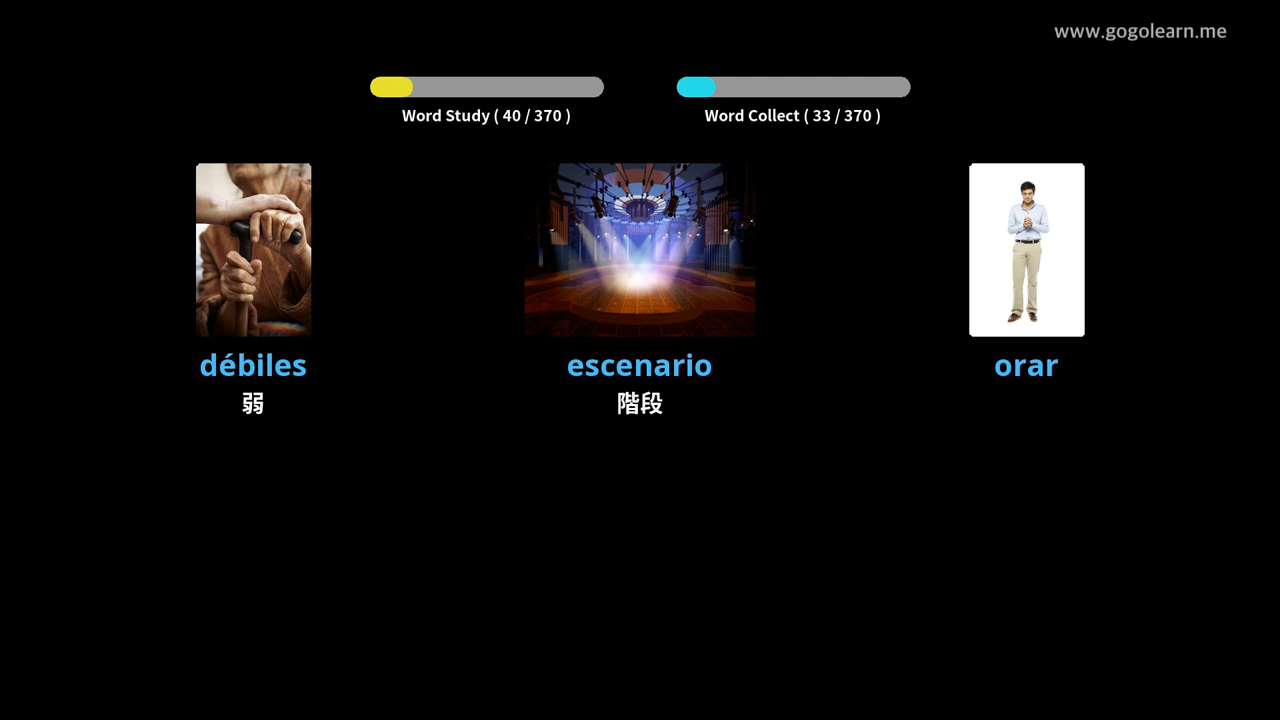 www.gogolearn.me
Word Study ( 40 / 370 )
Word Collect ( 33 / 370 )
débiles
escenario
orar
弱
階段